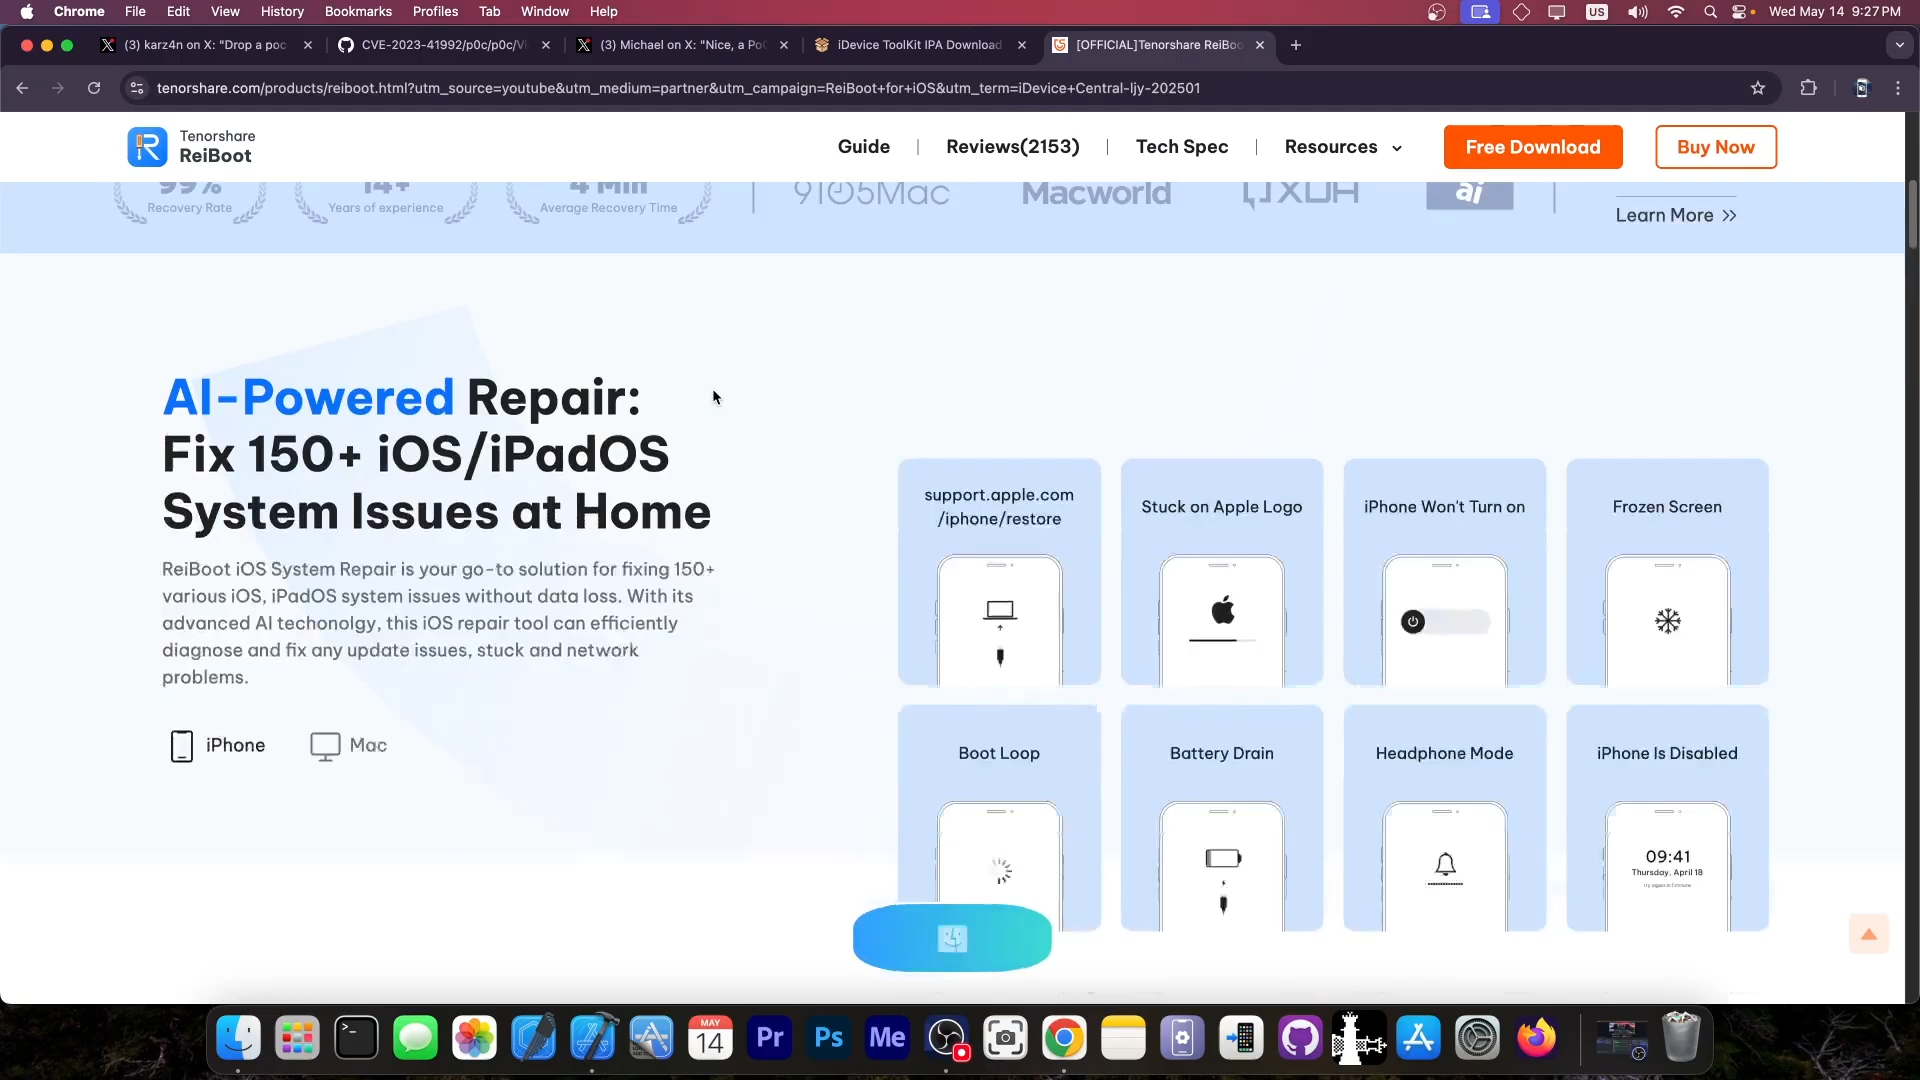 Chrome File Edit View History Bookmarks Profiles Tab Window Help US Wed May 14 9:27 PM
(3) karz4n on X: "Drop a poc CVE-2023-41992/p0c/p0c/Vi (3) Michael on X: "Nice, a Po iDevice ToolKit IPA Download [OFFICIAL]Tenorshare ReiBo
tenorshare.com/products/reiboot.html?utm_source=youtube&utm_medium=partner&utm_campaign=ReiBoot+for+iOS&utm_term=iDevice+Central-ljy-202501
Tenorshare
ReiBoot
Guide Reviews(2153) Tech Spec Resources Free Download Buy Now
99% 14+ 4 Min 9TO5Mac Macworld XDA ai
Recovery Rate Years of experience Average Recovery Time
Learn More
AI-Powered Repair:
Fix 150+ iOS/iPadOS
System Issues at Home
ReiBoot iOS System Repair is your go-to solution for fixing 150+
various iOS, iPadOS system issues without data loss. With its
advanced AI techonolgy, this iOS repair tool can efficiently
diagnose and fix any update issues, stuck and network
problems.
iPhone Mac
support.apple.com
/iphone/restore
Stuck on Apple Logo
iPhone Won't Turn on
Frozen Screen
Boot Loop
Battery Drain
Headphone Mode
iPhone Is Disabled
09:41
Thursday, April 18
MAY
14
Pr Ps Me